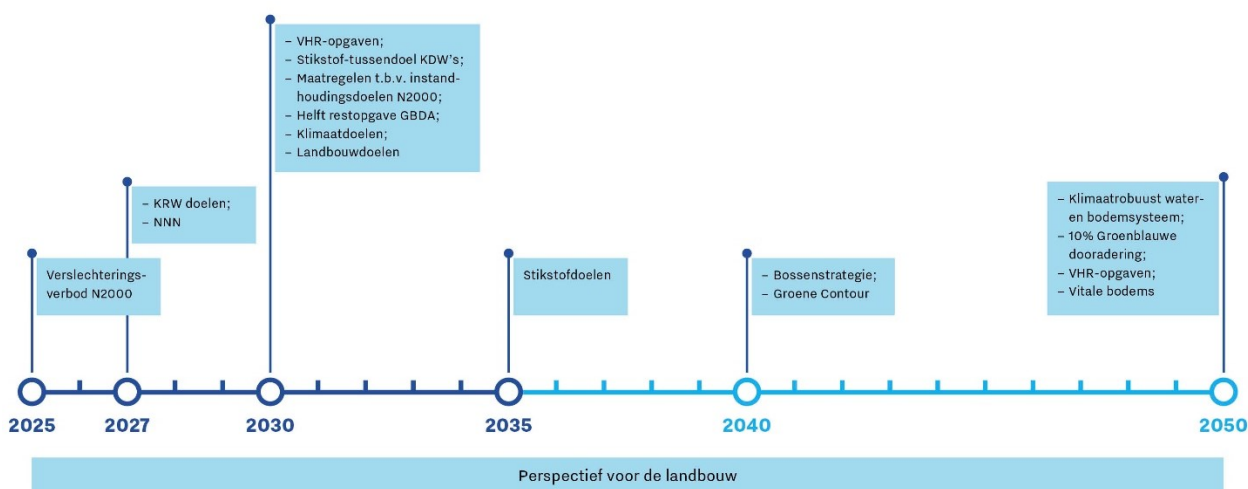 – VHR-opgaven;
– Stikstof-tussendoel KDW's;
– Maatregelen t.b.v. instand-
houdingsdoelen N2000;
– Helft restopgave GBDA;
– Klimaatdoelen;
– Landbouwdoelen
– KRW doelen;
– NNN
– Klimaatrobuust water-
en bodemsysteem;
– 10% Groenblauwe
dooradering;
– VHR-opgaven;
– Vitale bodems
Verslechterings-
verbod N2000
Stikstofdoelen
– Bossenstrategie;
– Groene Contour
2025 2027 2030 2035 2040 2050
Perspectief voor de landbouw